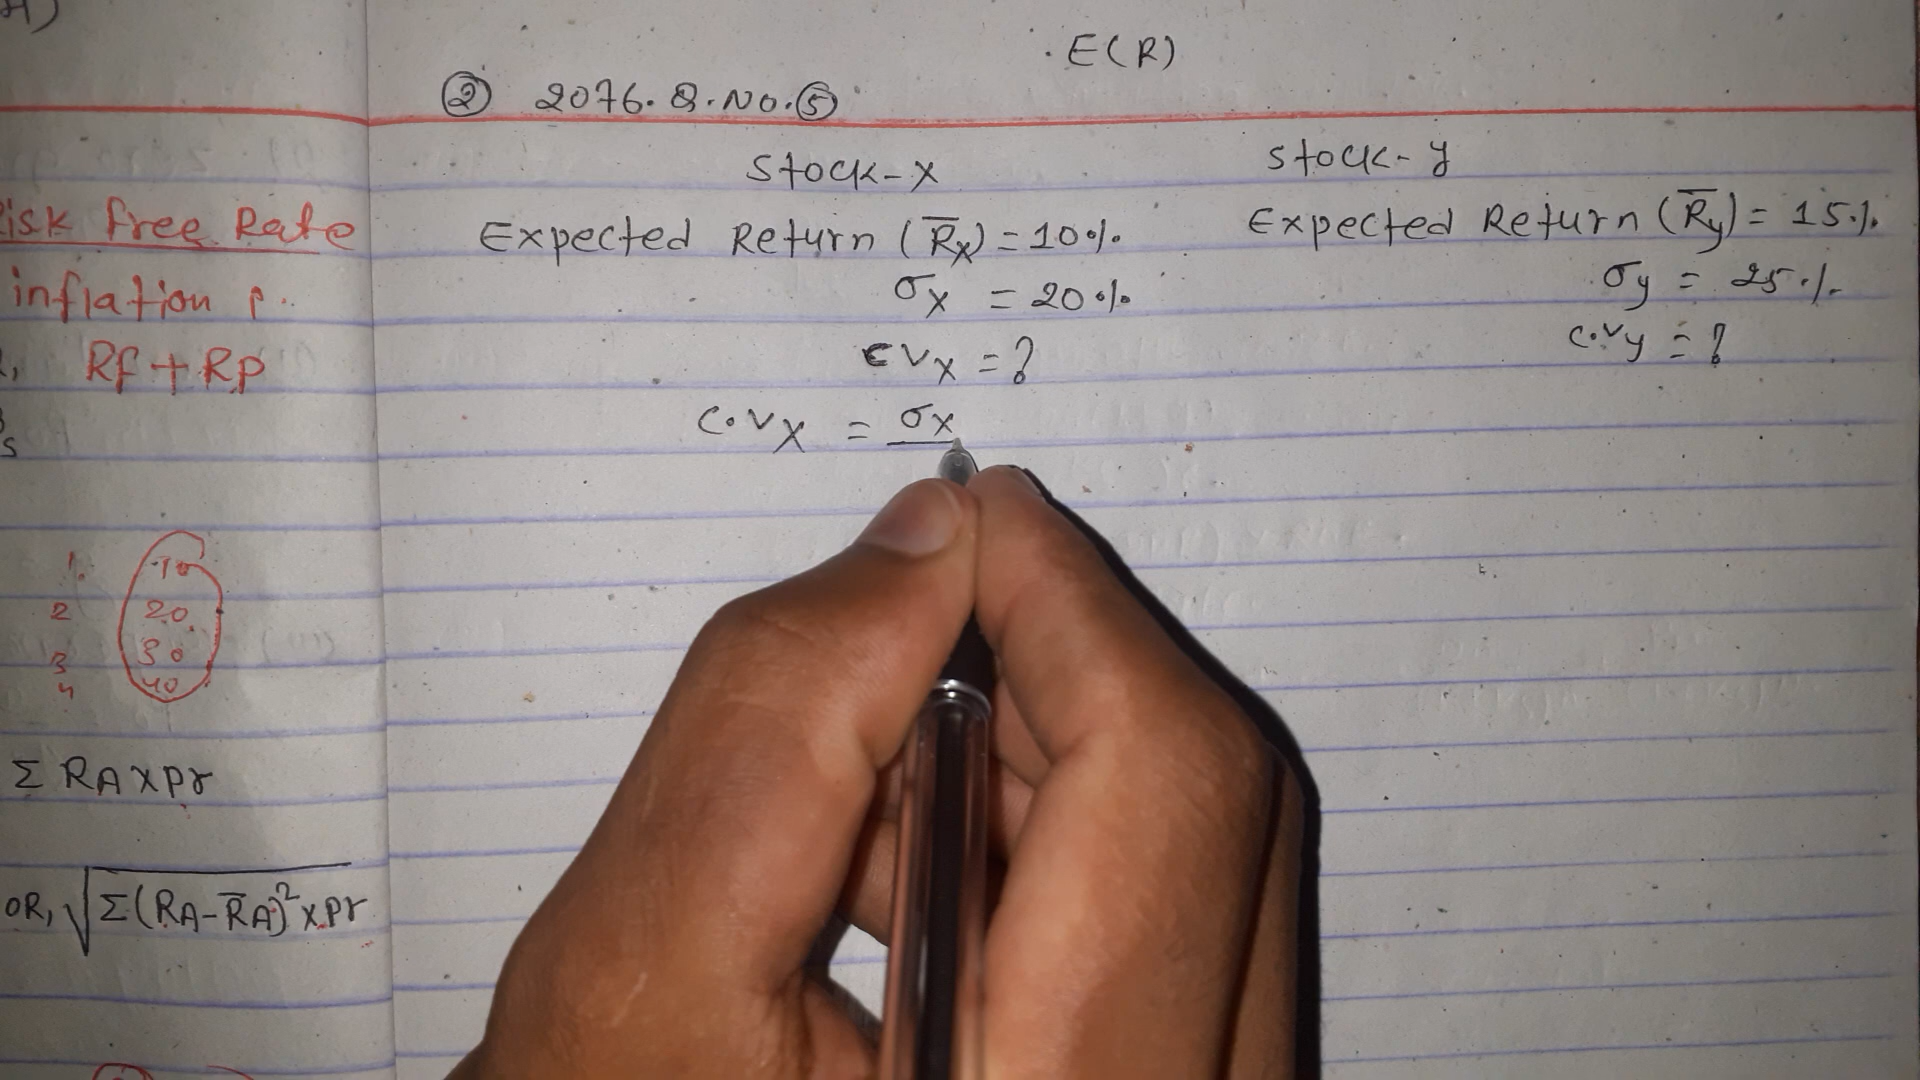 E(R)
② 2076. Q. No. ⑤
Stock-X
Expected Return (R̅x) = 10%
σx = 20%
CVx = ?
C.Vx = σx
Stock-y
Expected Return (R̅y) = 15%
σy = 25%
C.Vy = ?
isk free Rate
inflation p..
Rf + Rp
1. 10
2 20
3 30
4 40
Σ RA x Pr
OR, √Σ(RA-R̅A)² x Pr